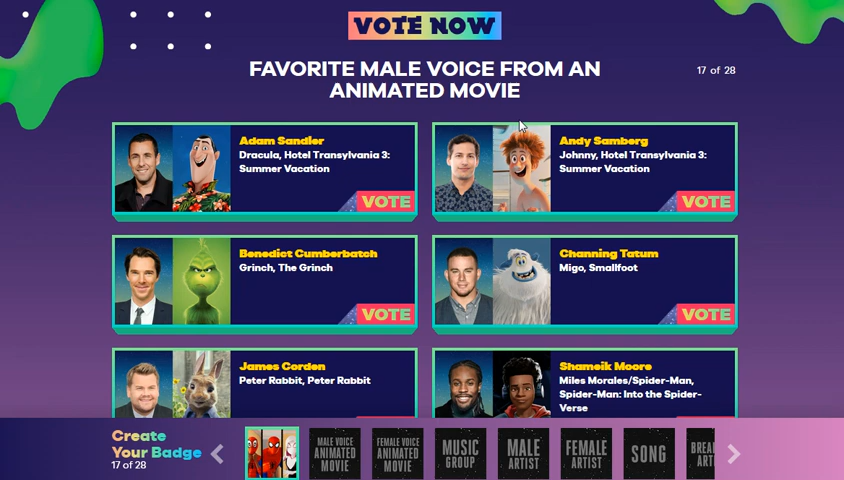 VOTE NOW
FAVORITE MALE VOICE FROM AN
ANIMATED MOVIE
17 of 28
Adam Sandler
Dracula, Hotel Transylvania 3:
Summer Vacation
VOTE
Andy Samberg
Johnny, Hotel Transylvania 3:
Summer Vacation
VOTE
Benedict Cumberbatch
Grinch, The Grinch
VOTE
Channing Tatum
Migo, Smallfoot
VOTE
James Corden
Peter Rabbit, Peter Rabbit
Shameik Moore
Miles Morales/Spider-Man,
Spider-Man: Into the Spider-
Verse
Create
Your Badge
17 of 28
MALE VOICE
ANIMATED
MOVIE
FEMALE VOICE
ANIMATED
MOVIE
MUSIC
GROUP
MALE
ARTIST
FEMALE
ARTIST
SONG